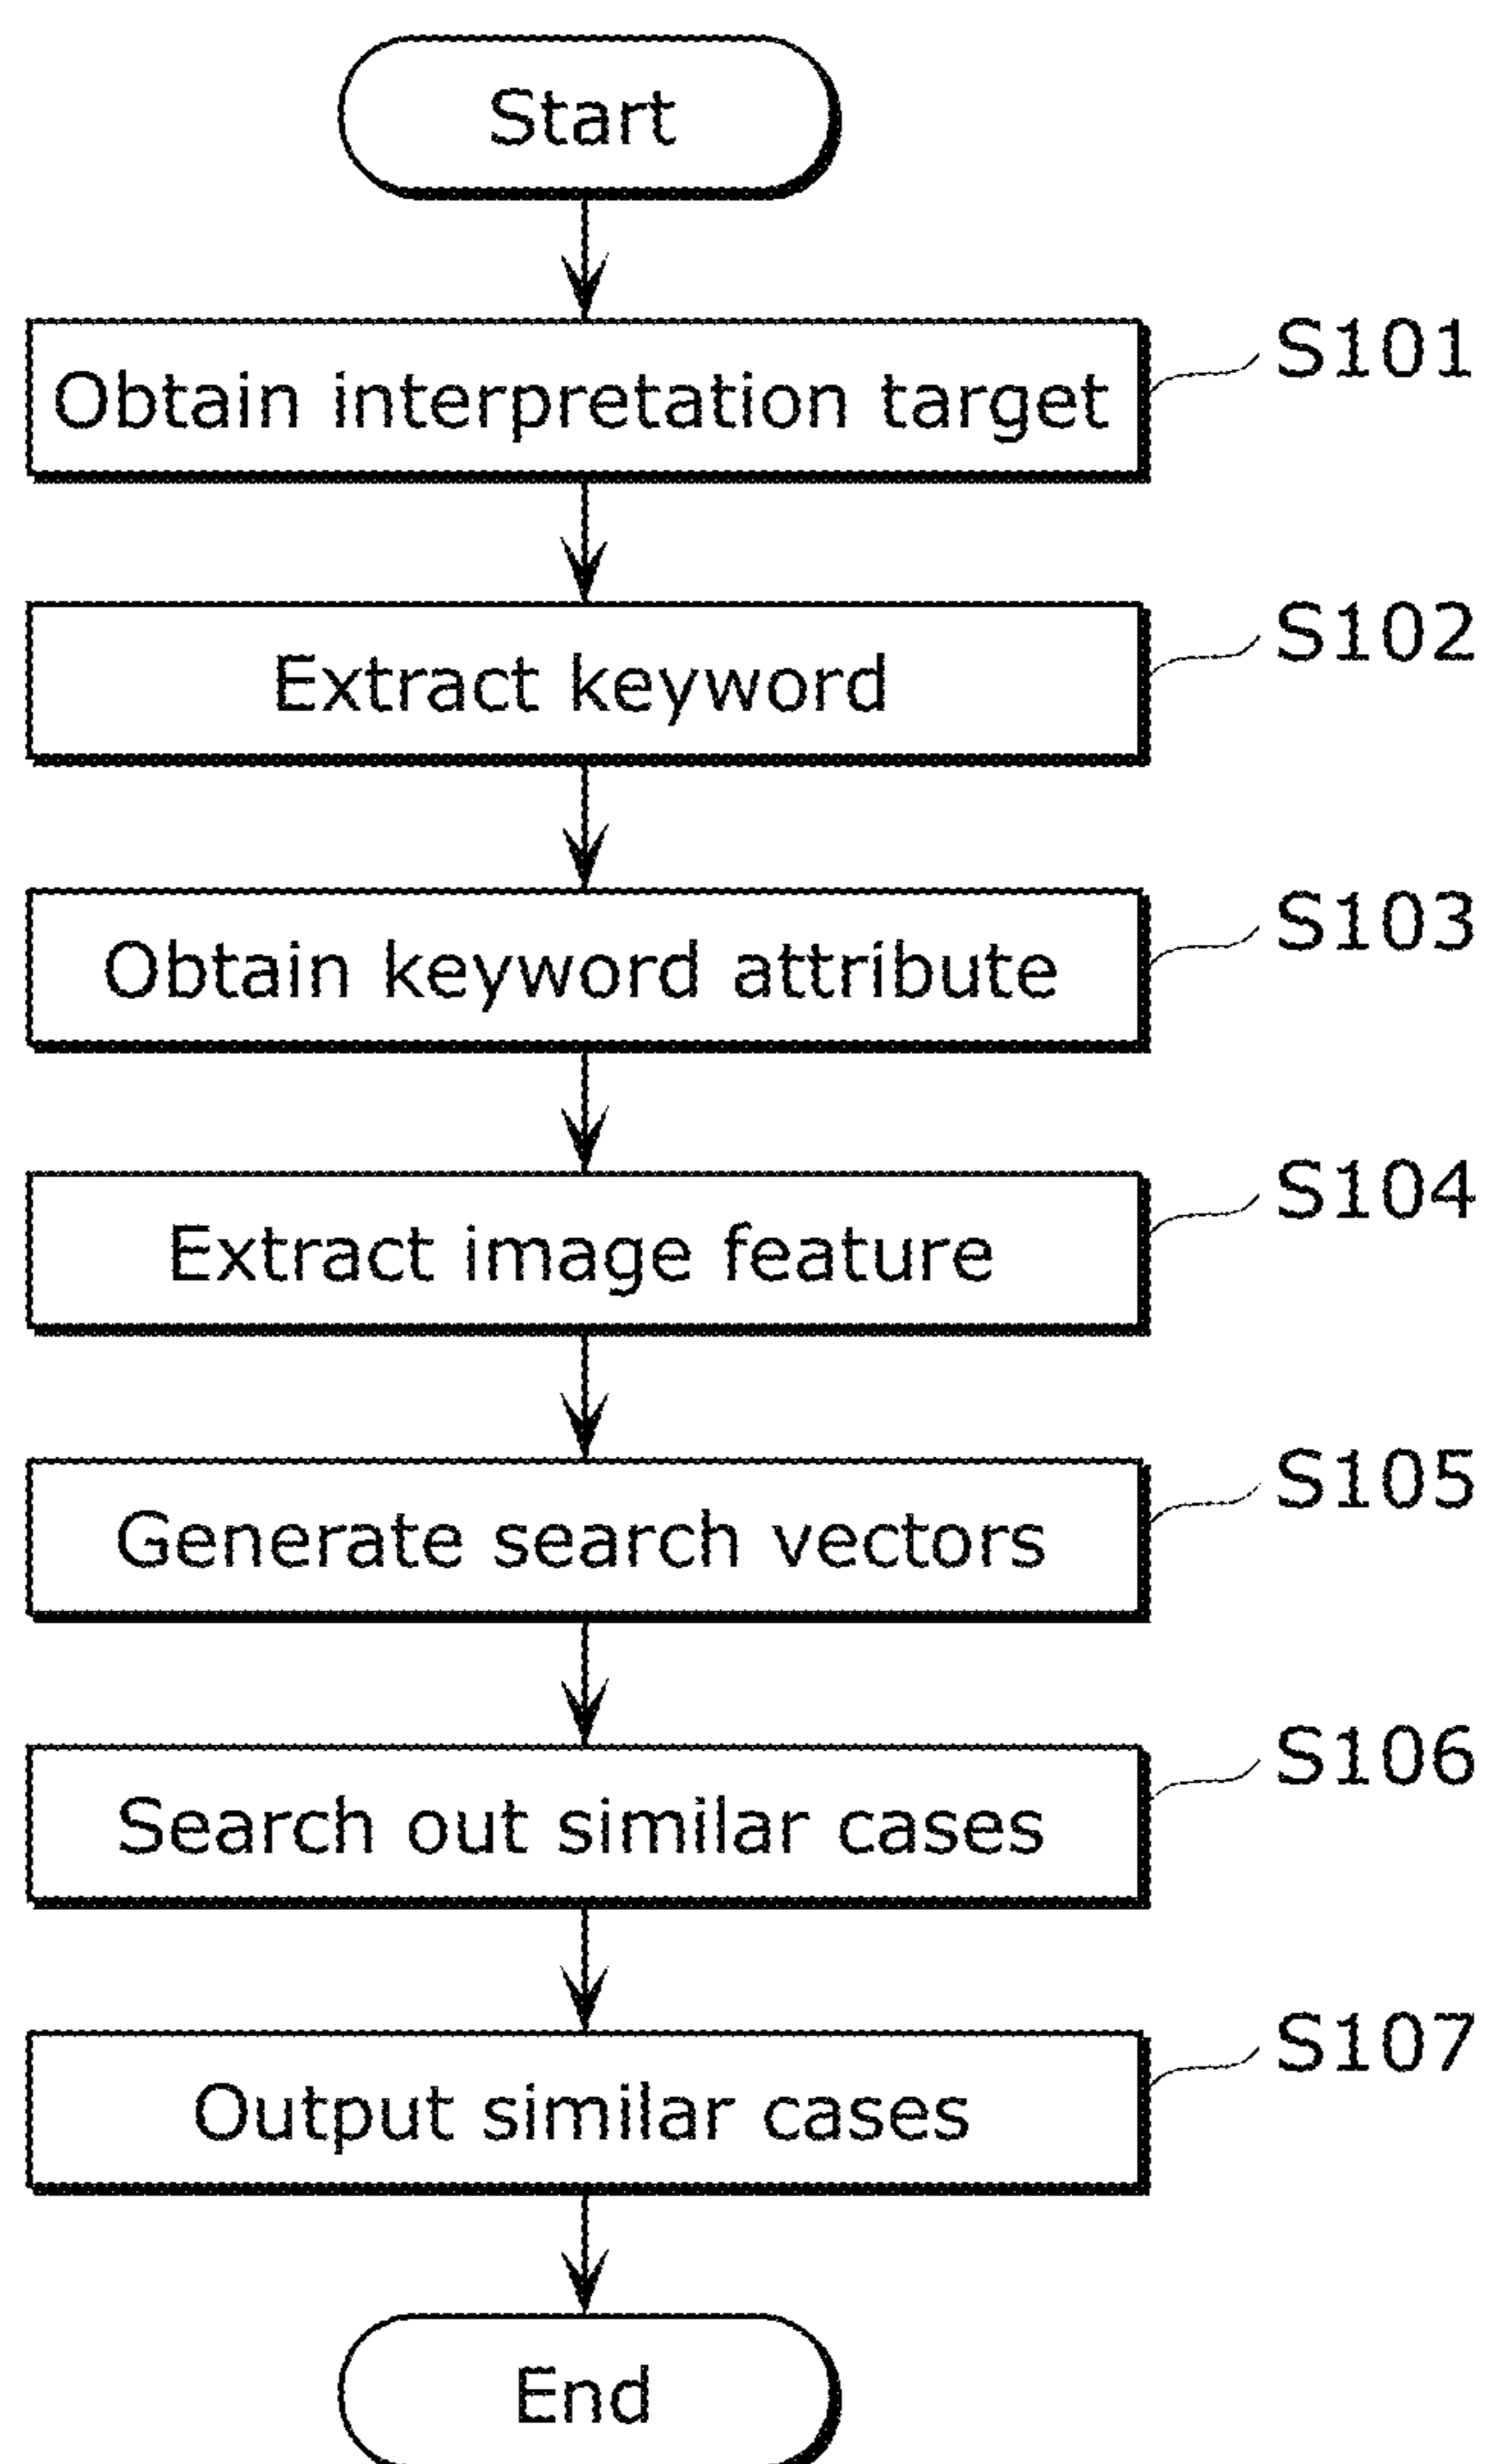 Start
Obtain interpretation target
S101
Extract keyword
S102
Obtain keyword attribute
S103
Extract image feature
S104
Generate search vectors
S105
Search out similar cases
S106
Output similar cases
S107
End